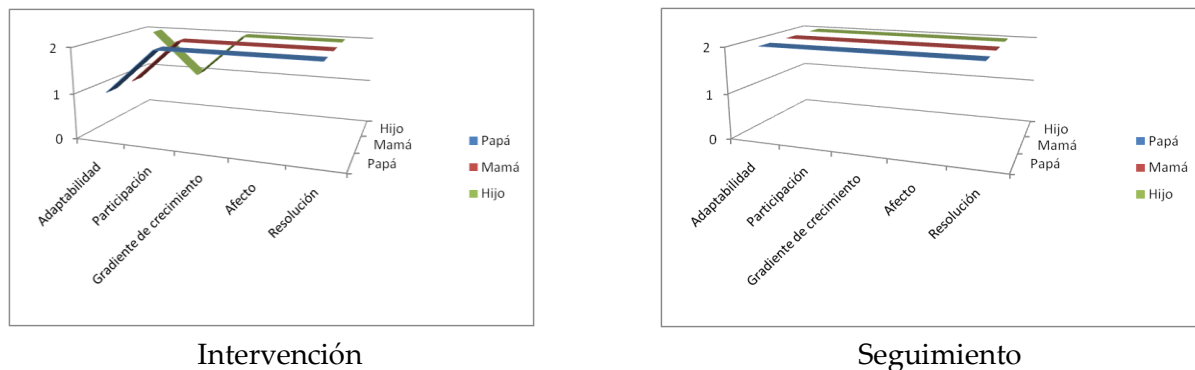 2
1
0
Hijo
Mamá
Papá
Adaptabilidad
Participación
Gradiente de crecimiento
Afecto
Resolución
Papá
Mamá
Hijo
Intervención
2
1
0
Hijo
Mamá
Papá
Adaptabilidad
Participación
Gradiente de crecimiento
Afecto
Resolución
Papá
Mamá
Hijo
Seguimiento